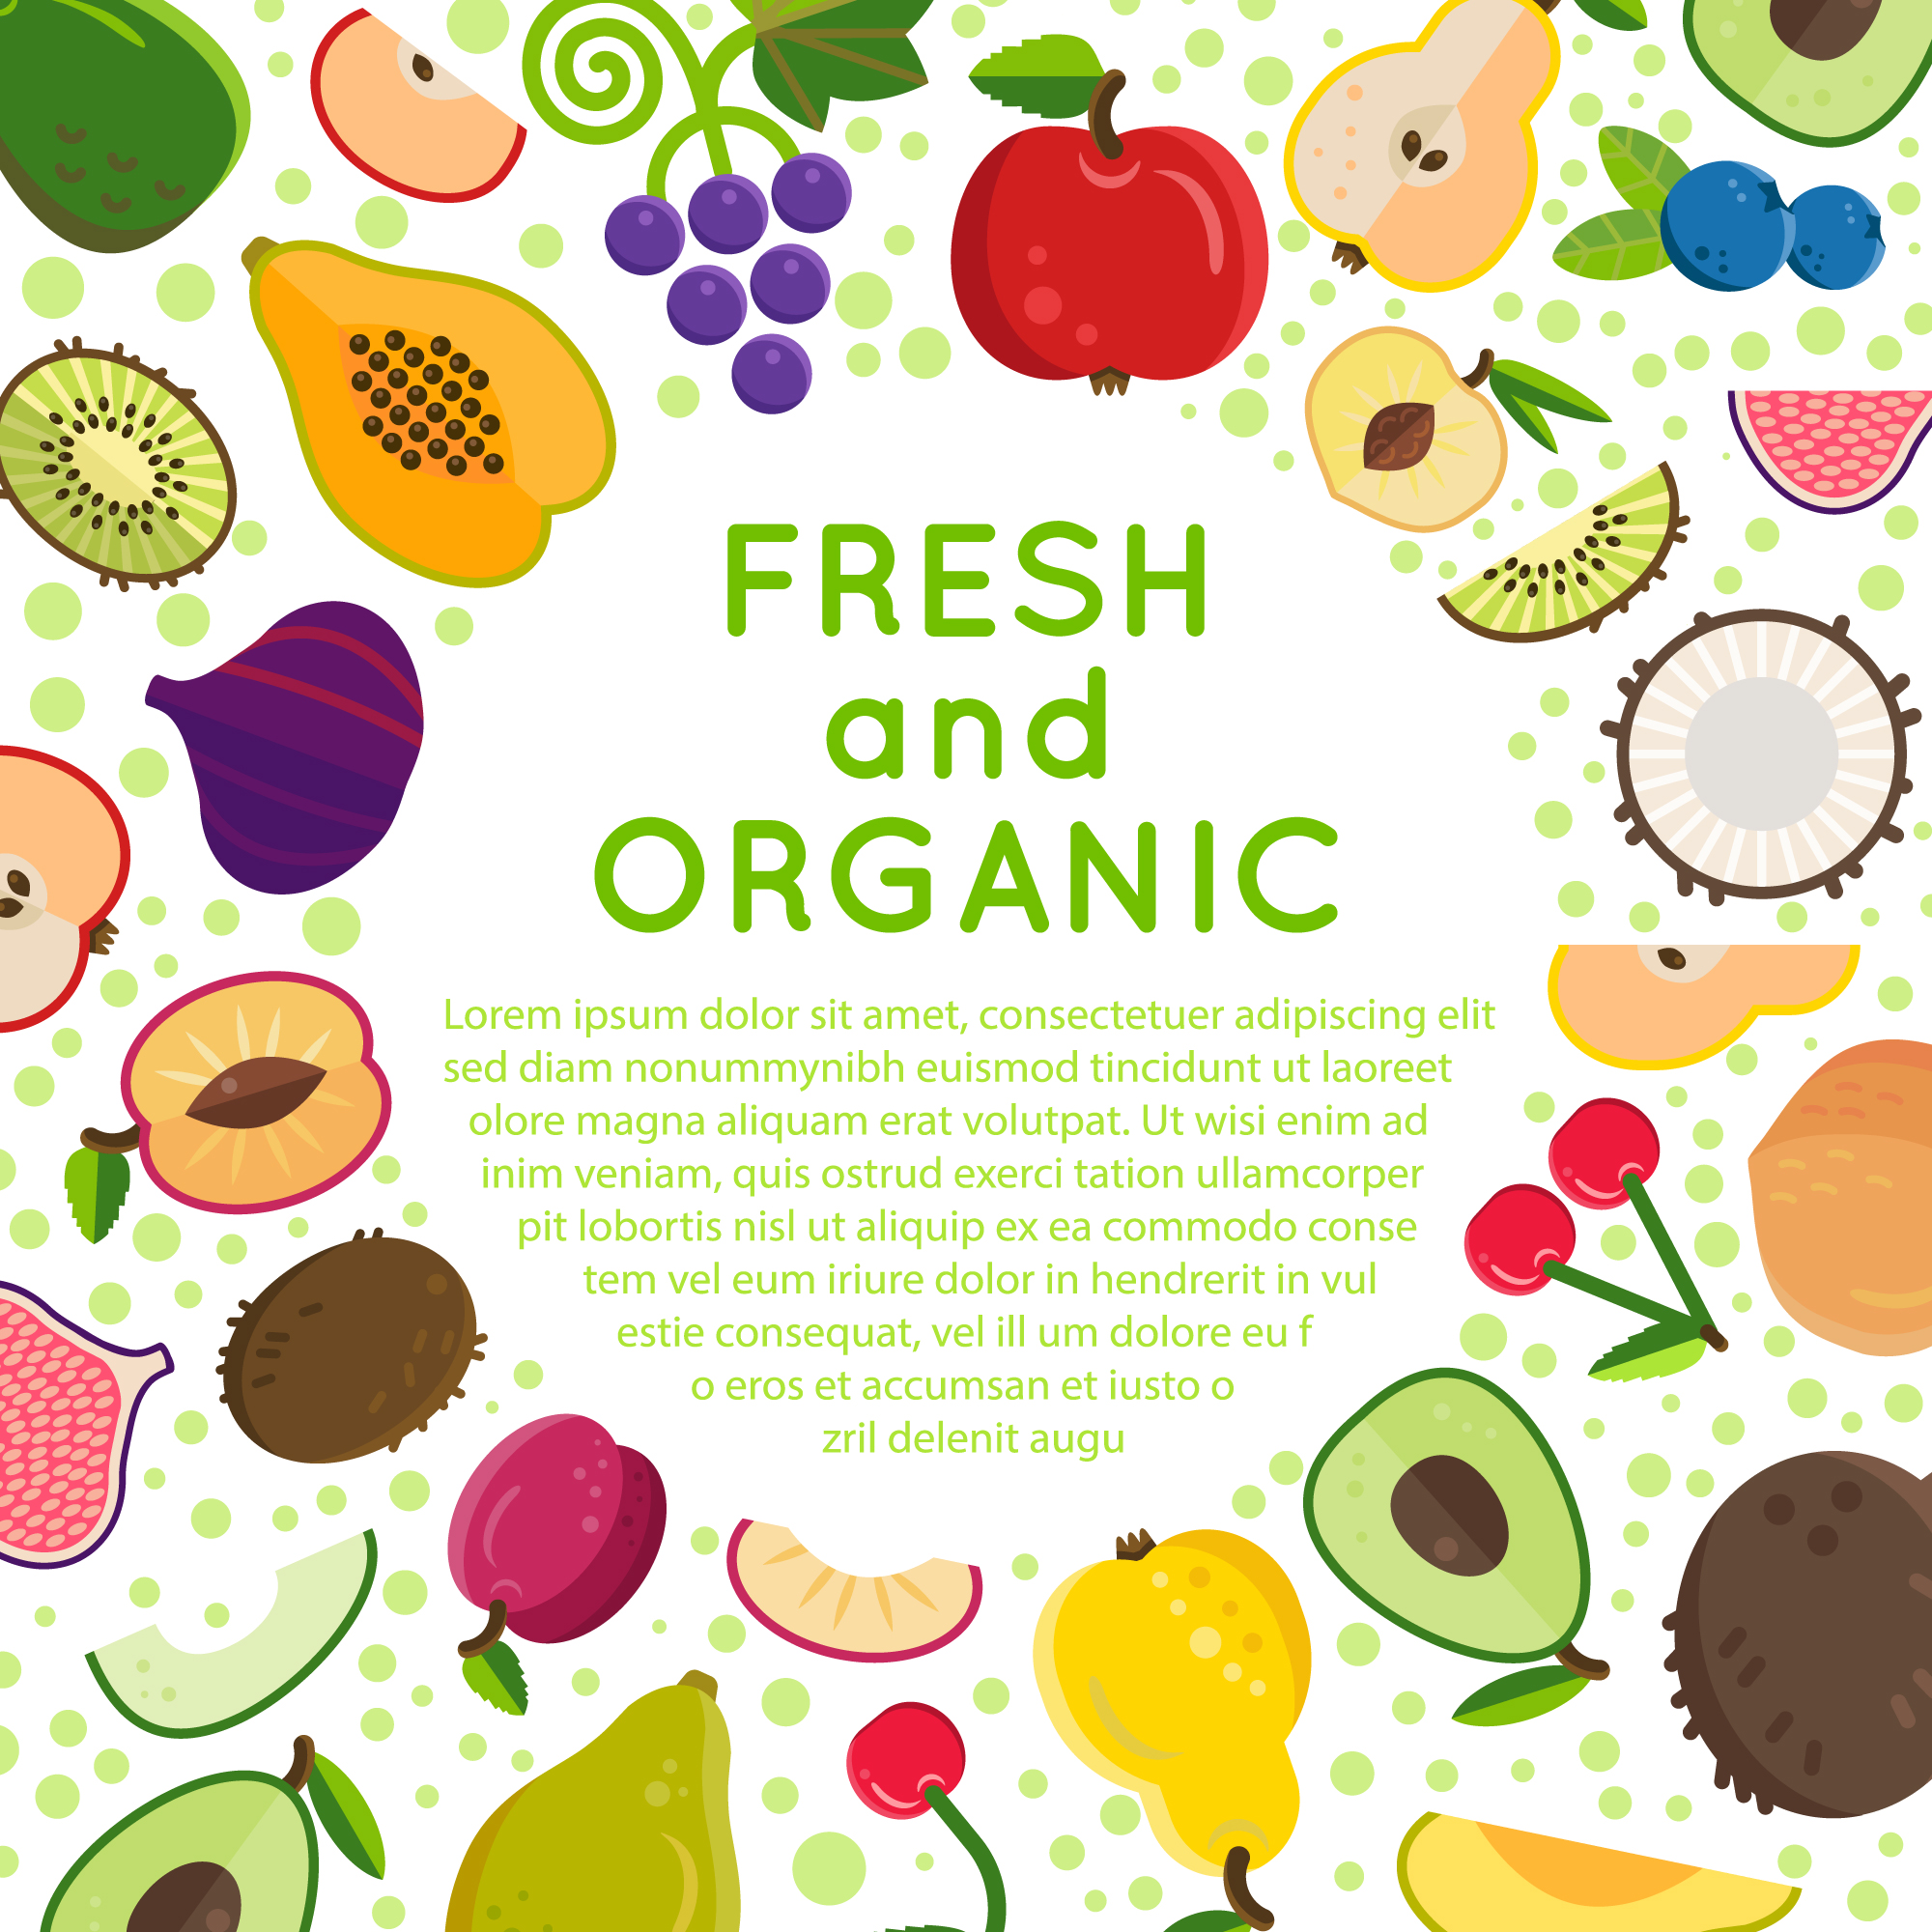 FRESH
and
ORGANIC
Lorem ipsum dolor sit amet, consectetuer adipiscing elit
sed diam nonummynibh euismod tincidunt ut laoreet
olore magna aliquam erat volutpat. Ut wisi enim ad
inim veniam, quis ostrud exerci tation ullamcorper
pit lobortis nisl ut aliquip ex ea commodo conse
tem vel eum iriure dolor in hendrerit in vul
estie consequat, vel ill um dolore eu f
o eros et accumsan et iusto o
zril delenit augu